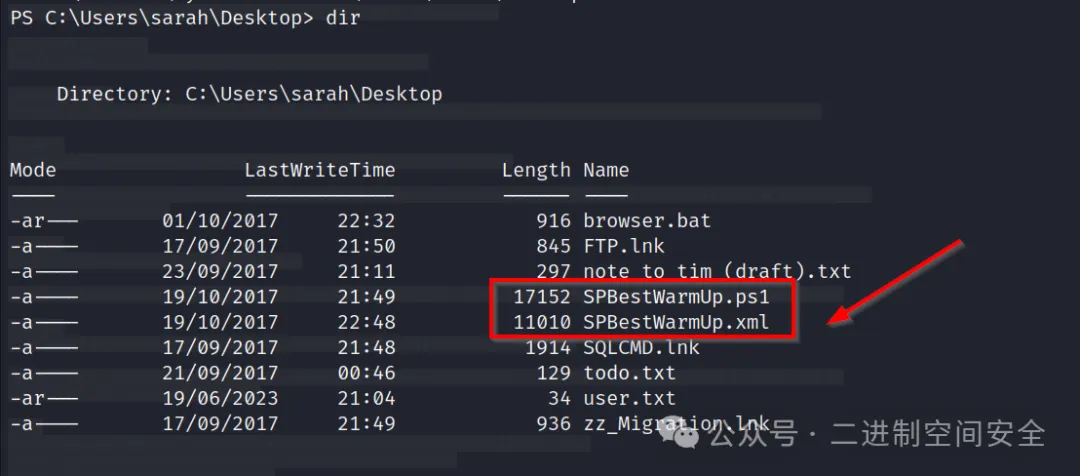 PS C:\Users\sarah\Desktop> dir
Directory: C:\Users\sarah\Desktop
Mode LastWriteTime Length Name
---- ------------- ------ ----
-ar--- 01/10/2017 22:32 916 browser.bat
-a---- 17/09/2017 21:50 845 FTP.lnk
-a---- 23/09/2017 21:11 297 note to tim (draft).txt
-a---- 19/10/2017 21:49 17152 SPBestWarmUp.ps1
-a---- 19/10/2017 22:48 11010 SPBestWarmUp.xml
-a---- 17/09/2017 21:48 1914 SQLCMD.lnk
-a---- 21/09/2017 00:46 129 todo.txt
-ar--- 19/06/2023 21:04 34 user.txt
-a---- 17/09/2017 21:49 936 zz_Migration.lnk
公众号 · 二进制空间安全